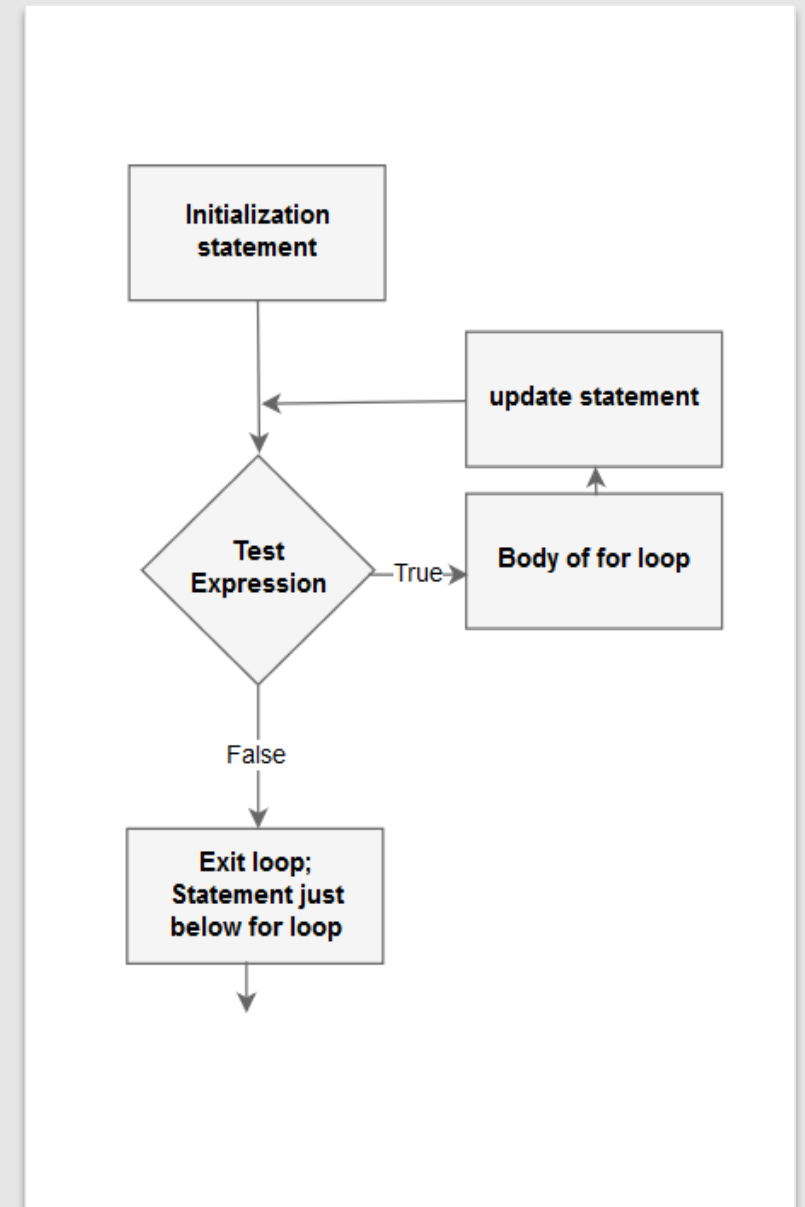 Initialization
statement
update statement
Test
Expression
True
Body of for loop
False
Exit loop;
Statement just
below for loop